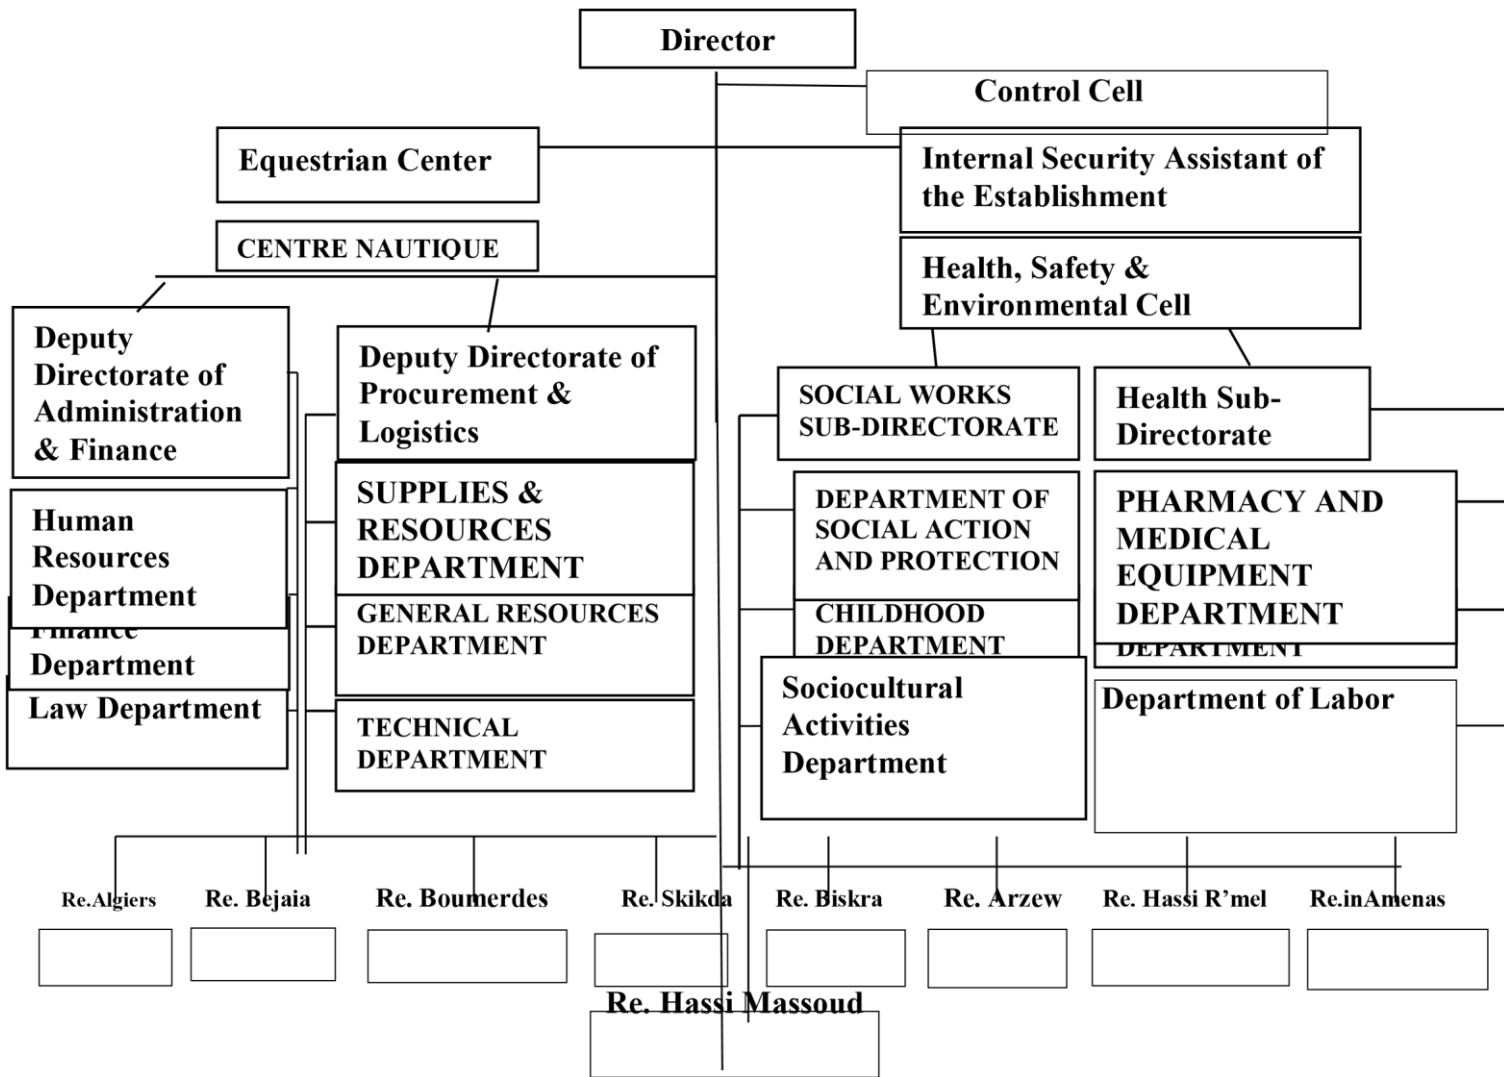 Director
Control Cell
Equestrian Center
Internal Security Assistant of
the Establishment
CENTRE NAUTIQUE
Health, Safety &
Environmental Cell
Deputy
Directorate of
Administration
& Finance
Deputy Directorate of
Procurement &
Logistics
SOCIAL WORKS
SUB-DIRECTORATE
Health Sub-
Directorate
Human
Resources
Department
SUPPLIES &
RESOURCES
DEPARTMENT
DEPARTMENT OF
SOCIAL ACTION
AND PROTECTION
PHARMACY AND
MEDICAL
EQUIPMENT
DEPARTMENT
Finance
Department
GENERAL RESOURCES
DEPARTMENT
CHILDHOOD
DEPARTMENT
DEPARTMENT
Law Department
TECHNICAL
DEPARTMENT
Sociocultural
Activities
Department
Department of Labor
Re.Algiers
Re. Bejaia
Re. Boumerdes
Re. Skikda
Re. Biskra
Re. Arzew
Re. Hassi R’mel
Re.inAmenas
Re. Hassi Massoud